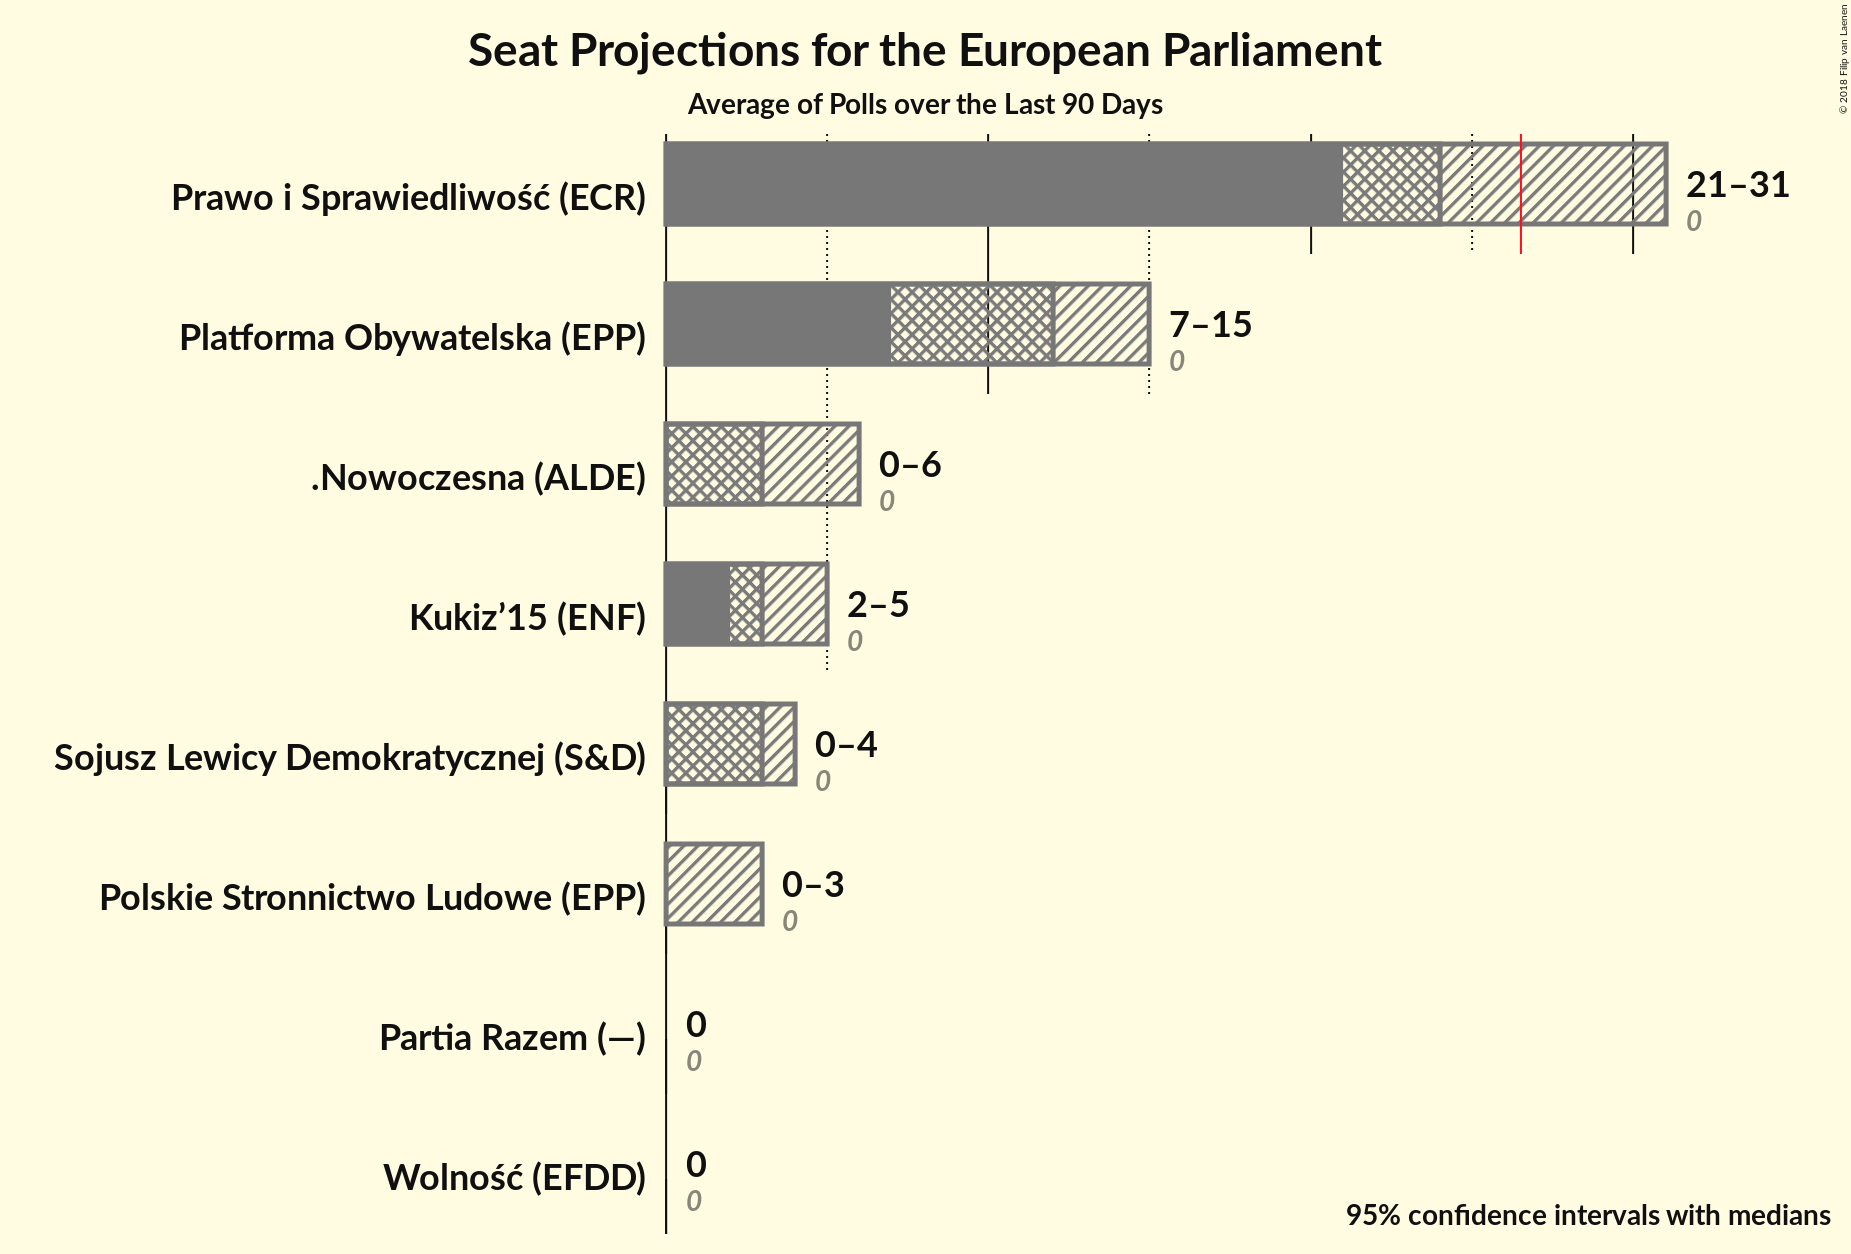 Seat Projections for the European Parliament
Average of Polls over the Last 90 Days
© 2018 Filip van Laenen
Prawo i Sprawiedliwość (ECR)
21–31
0
Platforma Obywatelska (EPP)
7–15
0
.Nowoczesna (ALDE)
0–6
0
Kukiz’15 (ENF)
2–5
0
Sojusz Lewicy Demokratycznej (S&D)
0–4
0
Polskie Stronnictwo Ludowe (EPP)
0–3
0
Partia Razem (—)
0
0
Wolność (EFDD)
0
0
95% confidence intervals with medians